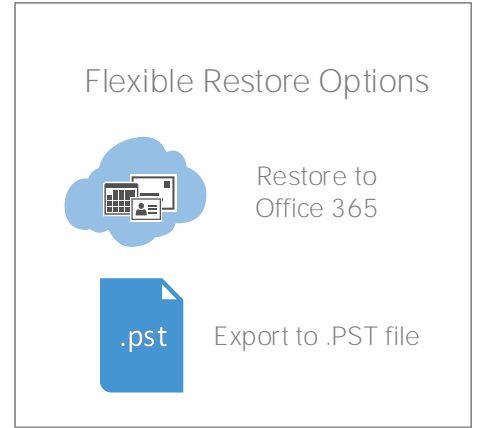 Flexible Restore Options
Restore to
Office 365
.pst
Export to .PST file